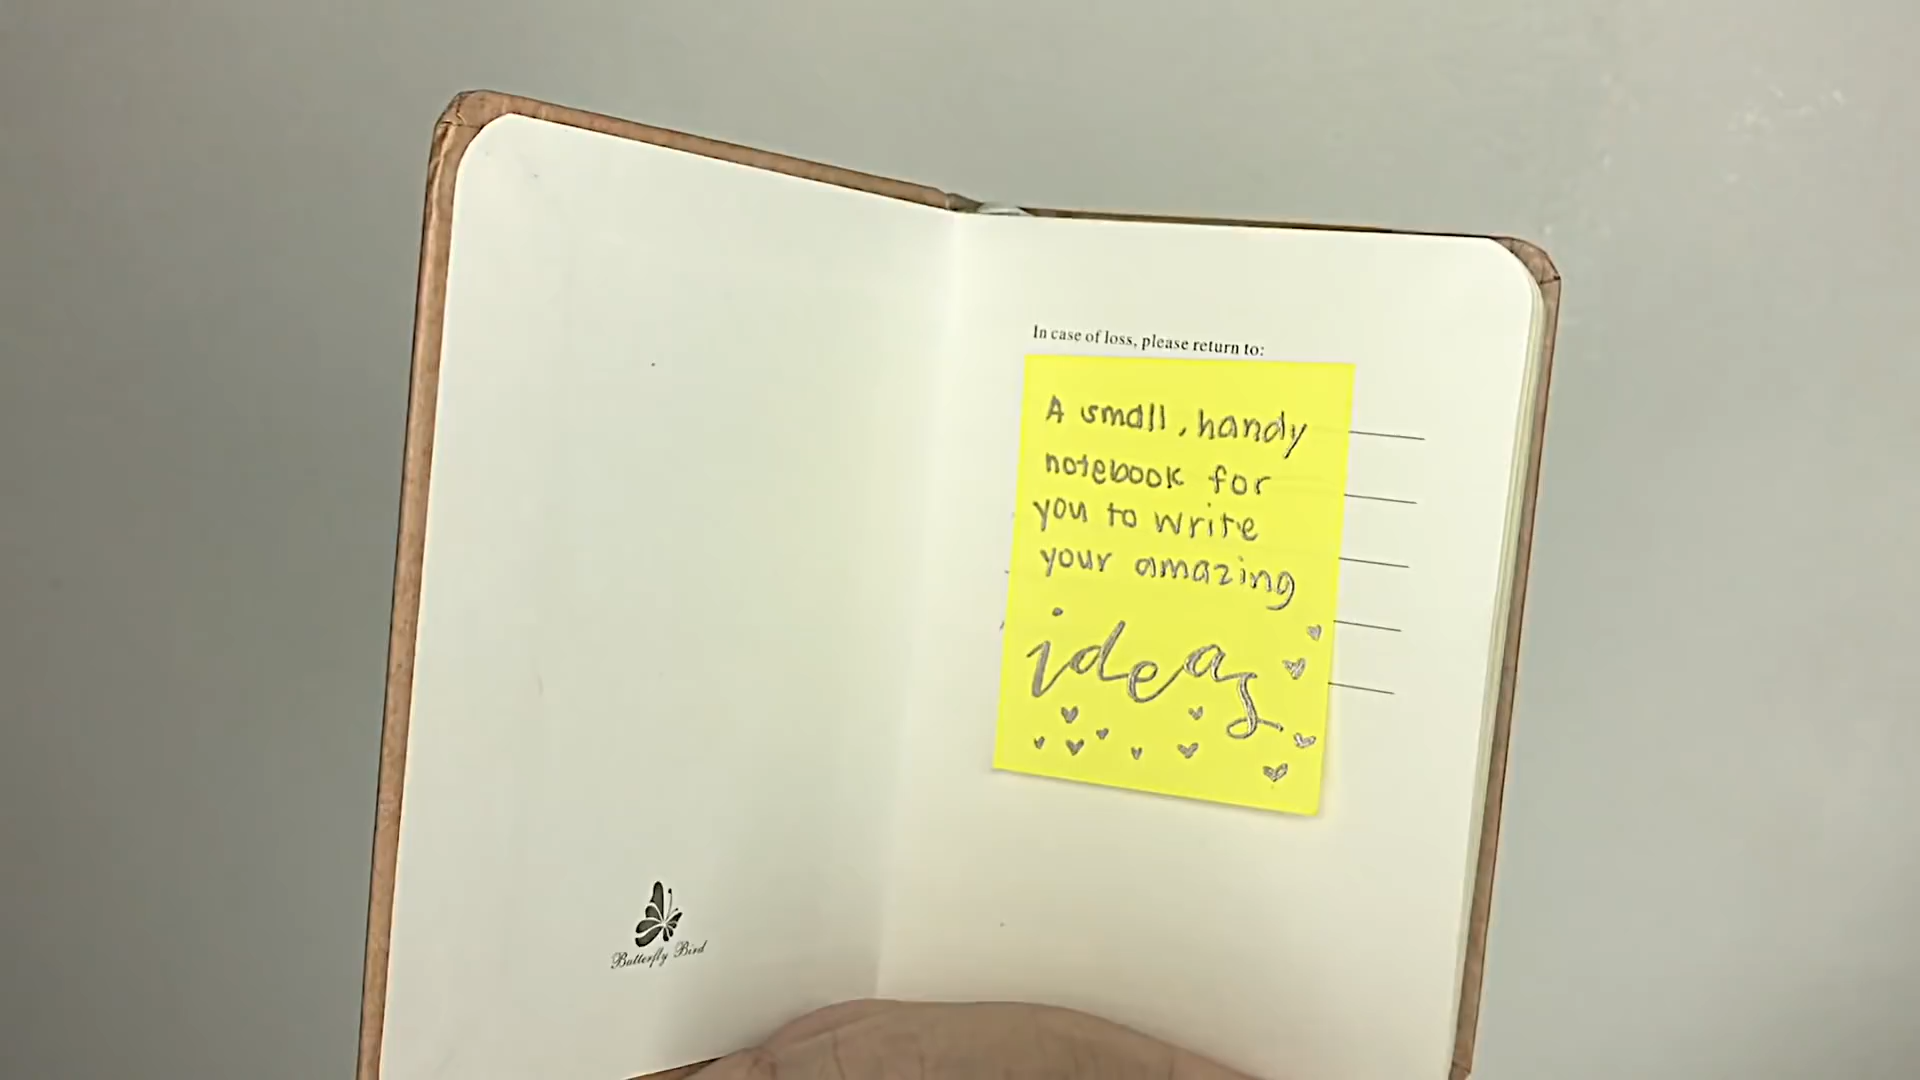 In case of loss, please return to:
A small, handy
notebook for
you to write
your amazing
ideas
Butterfly Bird